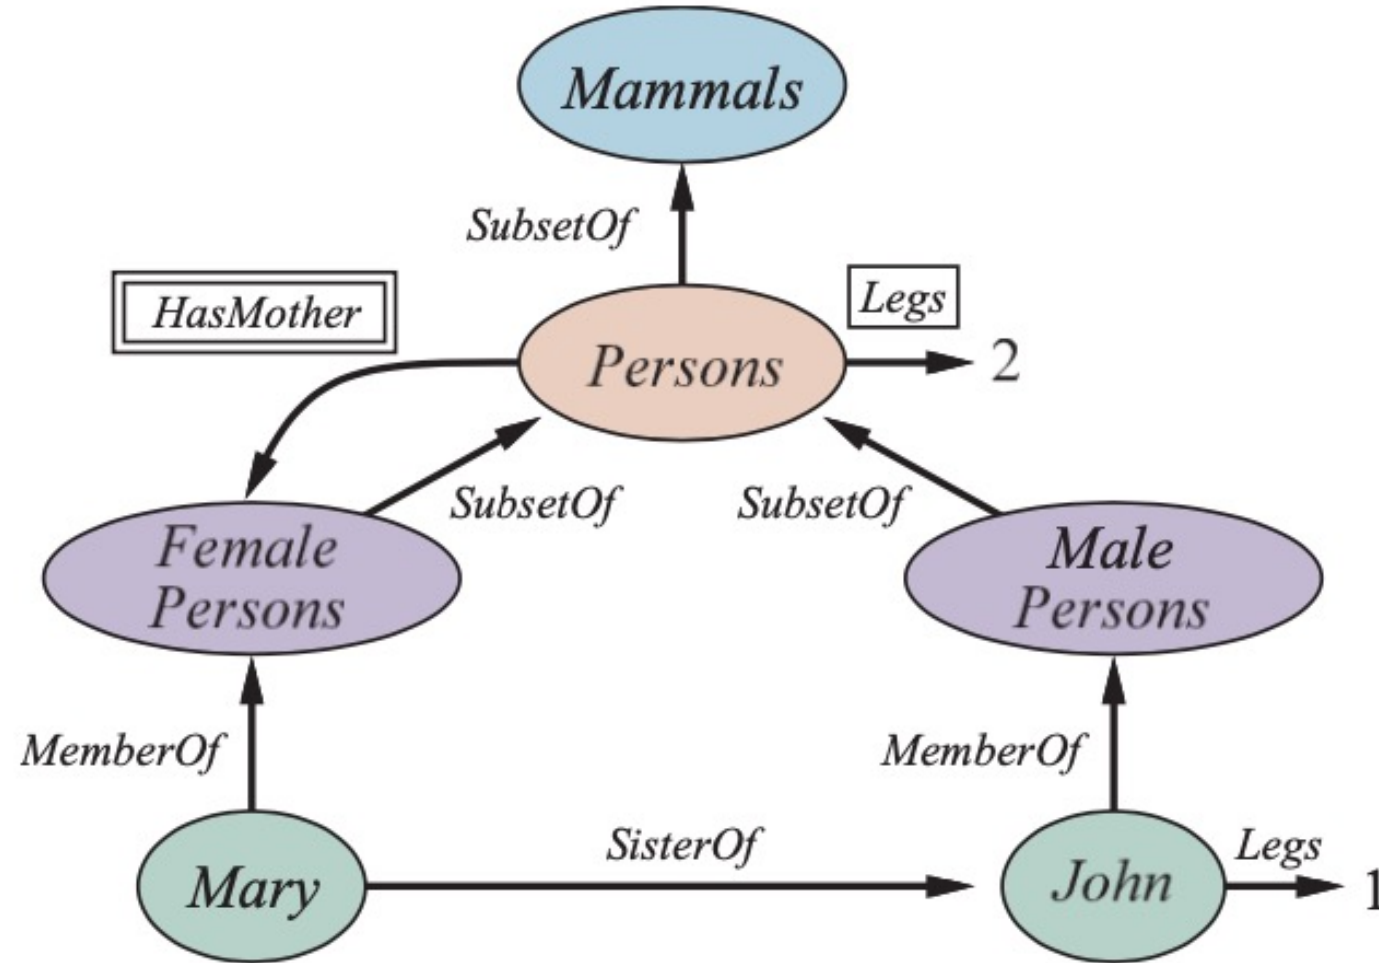 Mammals
SubsetOf
HasMother
Legs
Persons
2
SubsetOf
SubsetOf
Female
Persons
Male
Persons
MemberOf
MemberOf
SisterOf
Legs
Mary
John
1